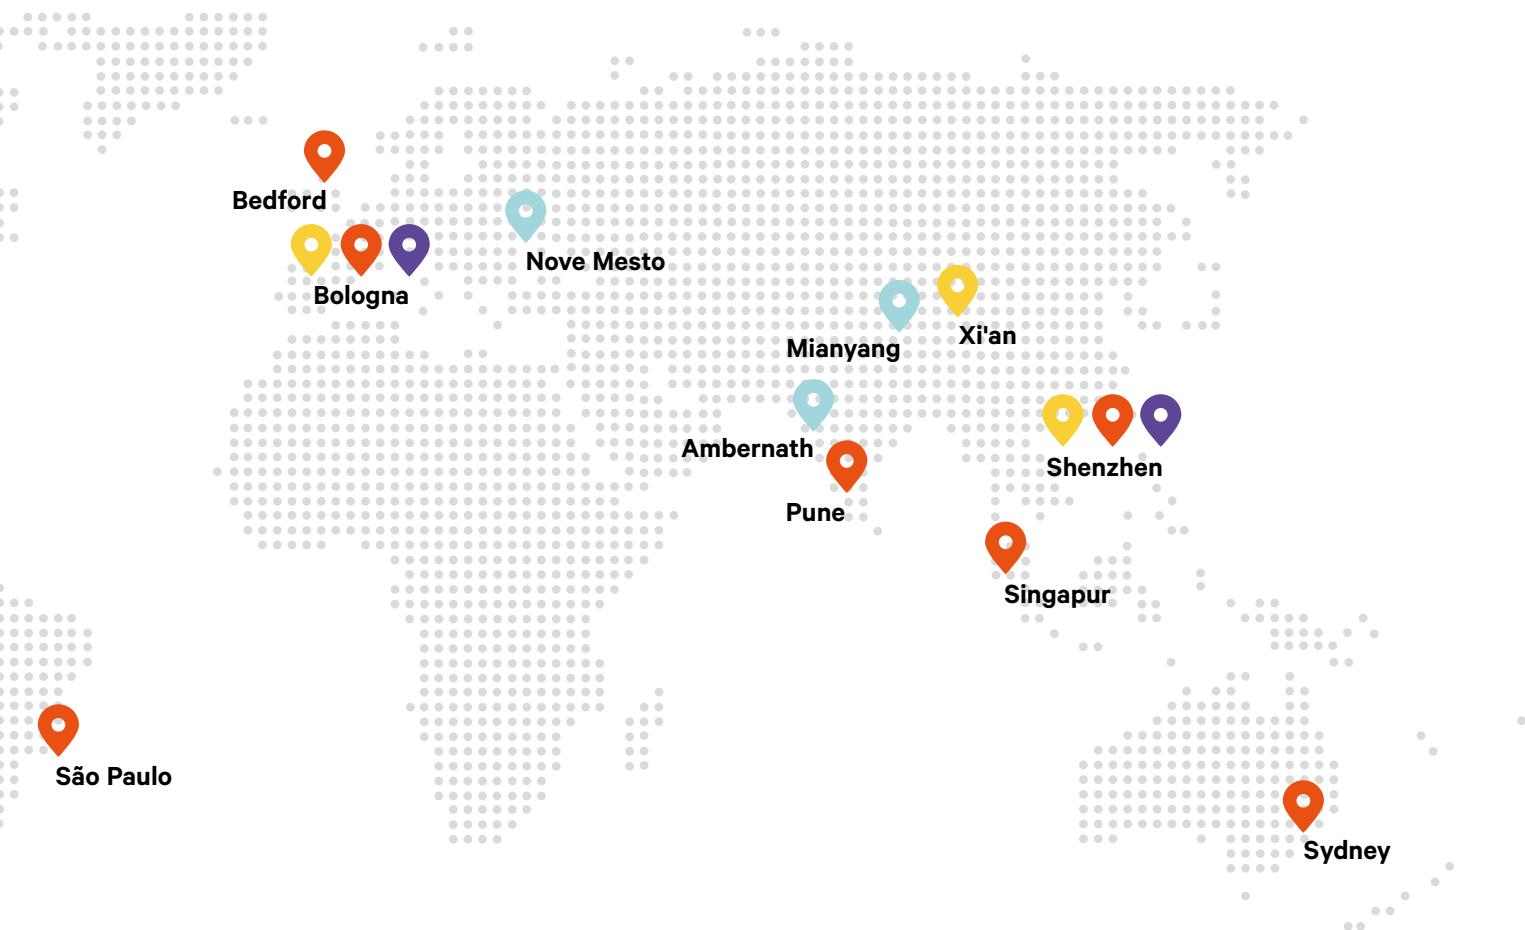 Bedford
Nove Mesto
Bologna
Xi'an
Mianyang
Ambernath
Shenzhen
Pune
Singapur
São Paulo
Sydney